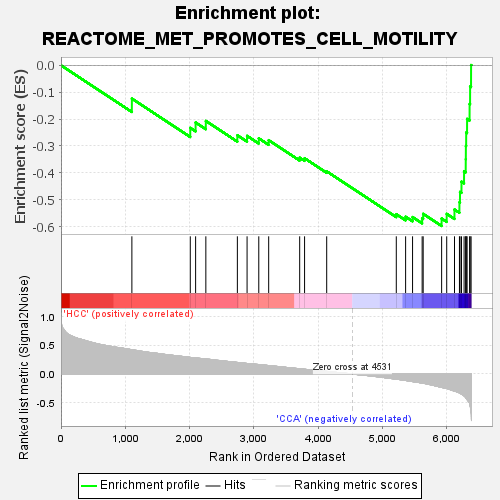 Enrichment plot:
REACTOME_MET_PROMOTES_CELL_MOTILITY
Enrichment score (ES)
0.0
-0.1
-0.2
-0.3
-0.4
-0.5
-0.6
'HCC' (positively correlated)
Ranked list metric (Signal2Noise)
1.0
0.5
0.0
-0.5
Zero cross at 4531
'CCA' (negatively correlated)
0
1,000
2,000
3,000
4,000
5,000
6,000
Rank in Ordered Dataset
Enrichment profile
Hits
Ranking metric scores